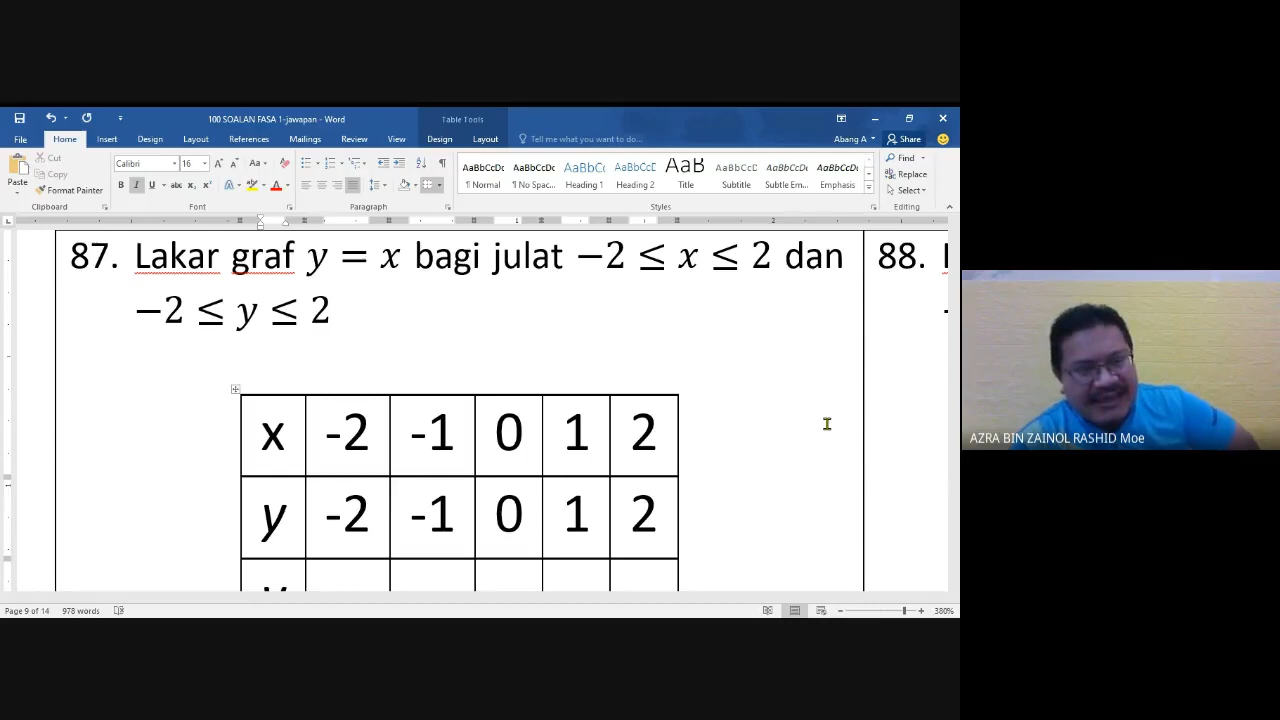 100 SOALAN FASA 1-jawapan - Word
Table Tools
File Home Insert Design Layout References Mailings Review View Design Layout Tell me what you want to do... Abang A Share
Paste
Cut
Copy
Format Painter
Clipboard
Calibri 16
Font
Paragraph
AaBbCcDc AaBbCcDc AaBbCc AaBbCcD AaB AaBbCcD AaBbCcDc AaBbCcDc
¶ Normal ¶ No Spac... Heading 1 Heading 2 Title Subtitle Subtle Em... Emphasis
Styles
Find
Replace
Select
Editing
87. Lakar graf y = x bagi julat −2 ≤ x ≤ 2 dan
−2 ≤ y ≤ 2
x -2 -1 0 1 2
y -2 -1 0 1 2
88.
Page 9 of 14 978 words 380%
AZRA BIN ZAINOL RASHID Moe